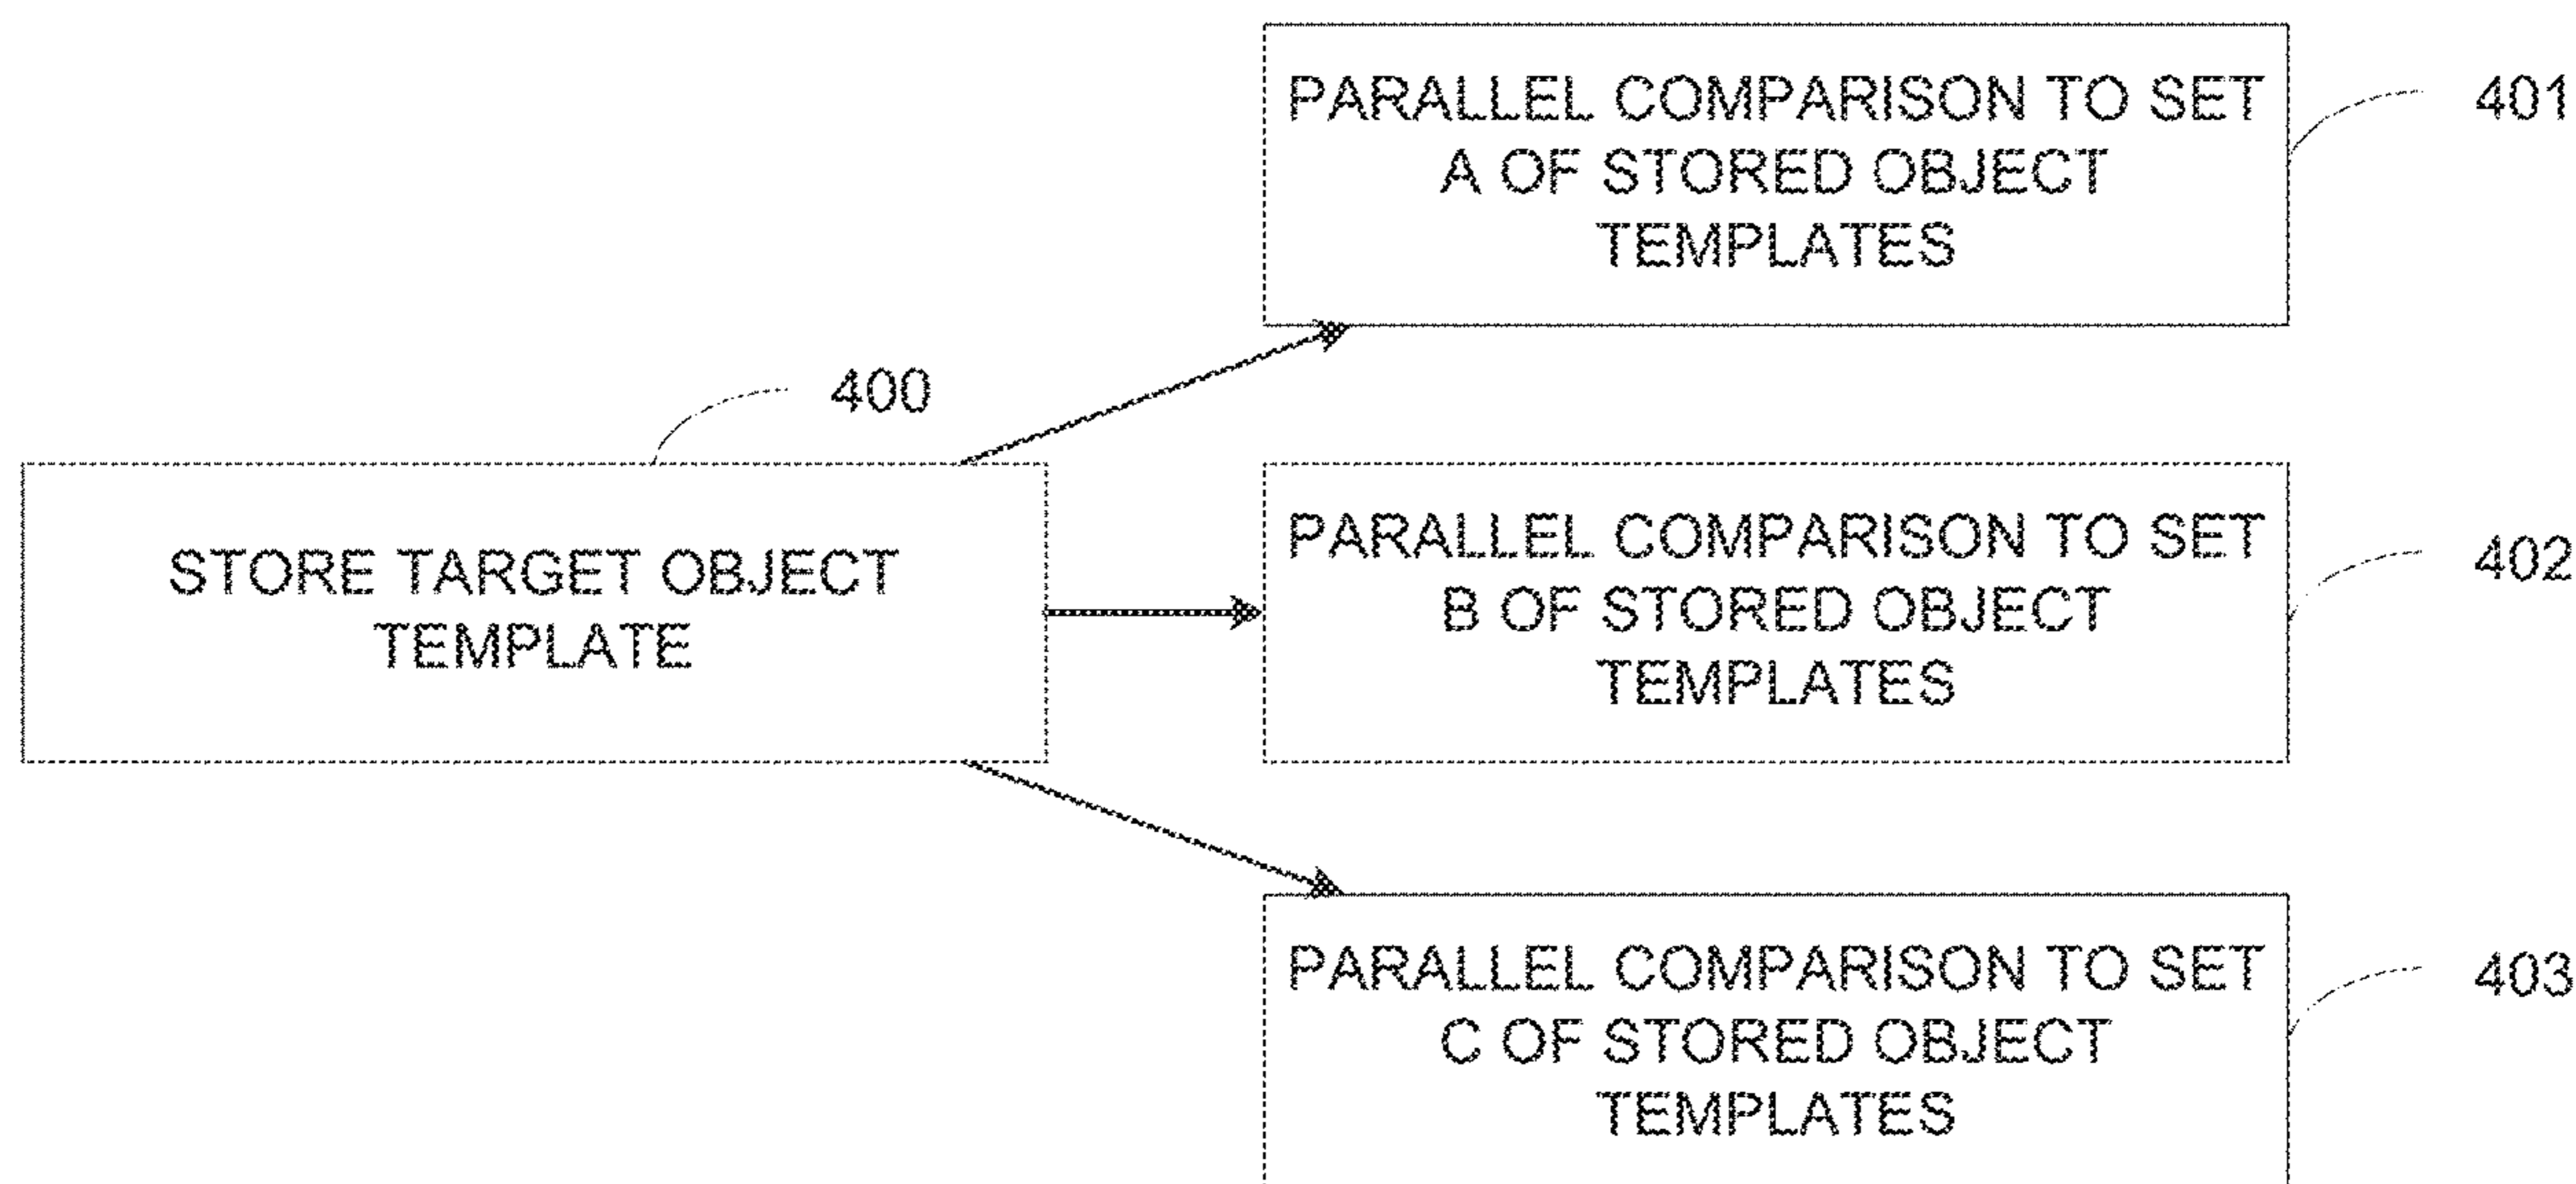 PARALLEL COMPARISON TO SET
A OF STORED OBJECT
TEMPLATES
401
400
STORE TARGET OBJECT
TEMPLATE
PARALLEL COMPARISON TO SET
B OF STORED OBJECT
TEMPLATES
402
PARALLEL COMPARISON TO SET
C OF STORED OBJECT
TEMPLATES
403